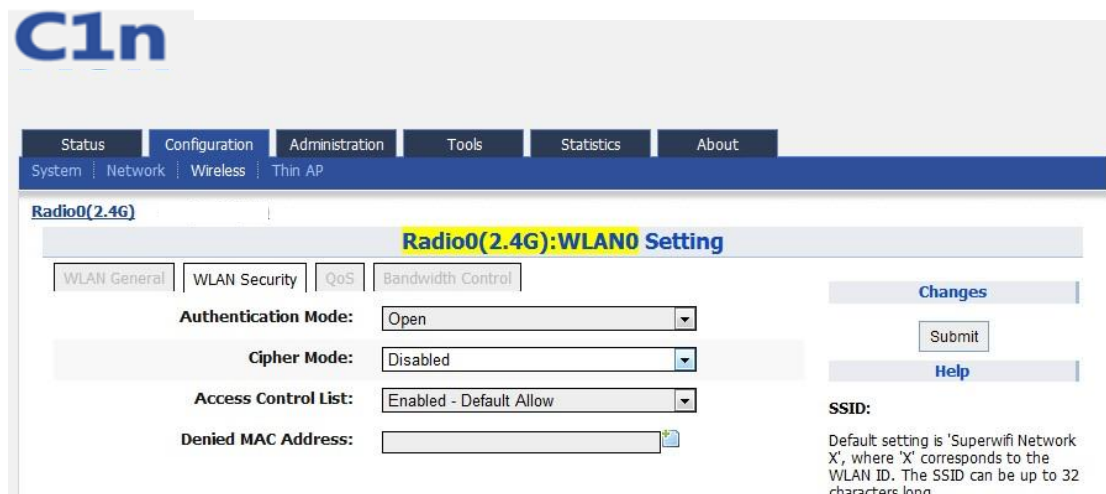 C1n
Status Configuration Administration Tools Statistics About
System Network Wireless Thin AP
Radio0(2.4G)
Radio0(2.4G):WLAN0 Setting
WLAN General WLAN Security QoS Bandwidth Control
Authentication Mode: Open
Cipher Mode: Disabled
Access Control List: Enabled - Default Allow
Denied MAC Address:
Changes
Submit
Help
SSID:
Default setting is 'Superwifi Network
X', where 'X' corresponds to the
WLAN ID. The SSID can be up to 32
characters long